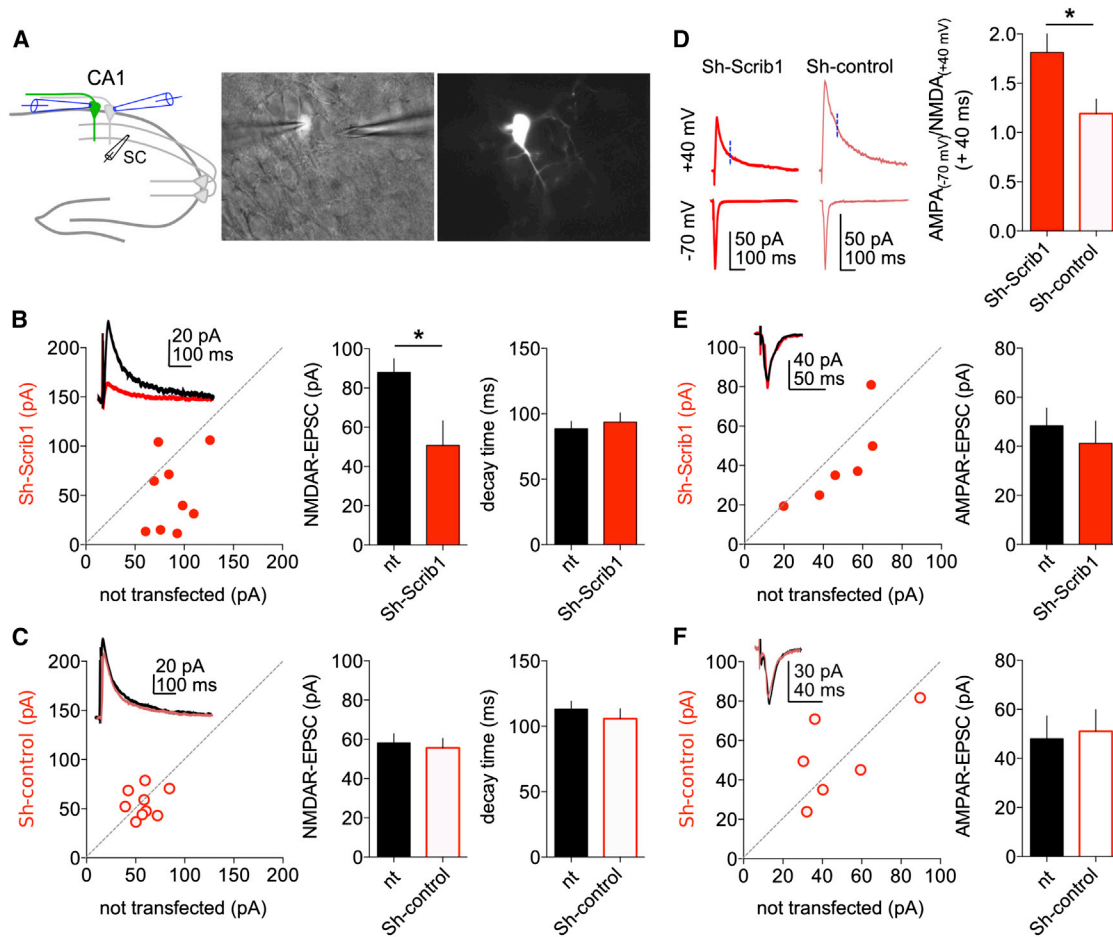 A
CA1
SC
D
Sh-Scrib1
Sh-control
+40 mV
-70 mV
50 pA
100 ms
50 pA
100 ms
AMPA(-70 mV)/NMDA(+40 mV)
(+ 40 ms)
2.0
1.5
1.0
0.5
0.0
*
Sh-Scrib1
Sh-control
B
Sh-Scrib1 (pA)
200
150
100
50
0
0
50
100
150
200
not transfected (pA)
20 pA
100 ms
NMDAR-EPSC (pA)
100
80
60
40
20
0
*
nt
Sh-Scrib1
decay time (ms)
150
100
50
0
nt
Sh-Scrib1
E
Sh-Scrib1 (pA)
100
80
60
40
20
0
0
20
40
60
80
100
not transfected (pA)
40 pA
50 ms
AMPAR-EPSC (pA)
80
60
40
20
0
nt
Sh-Scrib1
C
Sh-control (pA)
200
150
100
50
0
0
50
100
150
200
not transfected (pA)
20 pA
100 ms
NMDAR-EPSC (pA)
100
80
60
40
20
0
nt
Sh-control
decay time (ms)
150
100
50
0
nt
Sh-control
F
Sh-control (pA)
100
80
60
40
20
0
0
20
40
60
80
100
not transfected (pA)
30 pA
40 ms
AMPAR-EPSC (pA)
80
60
40
20
0
nt
Sh-control